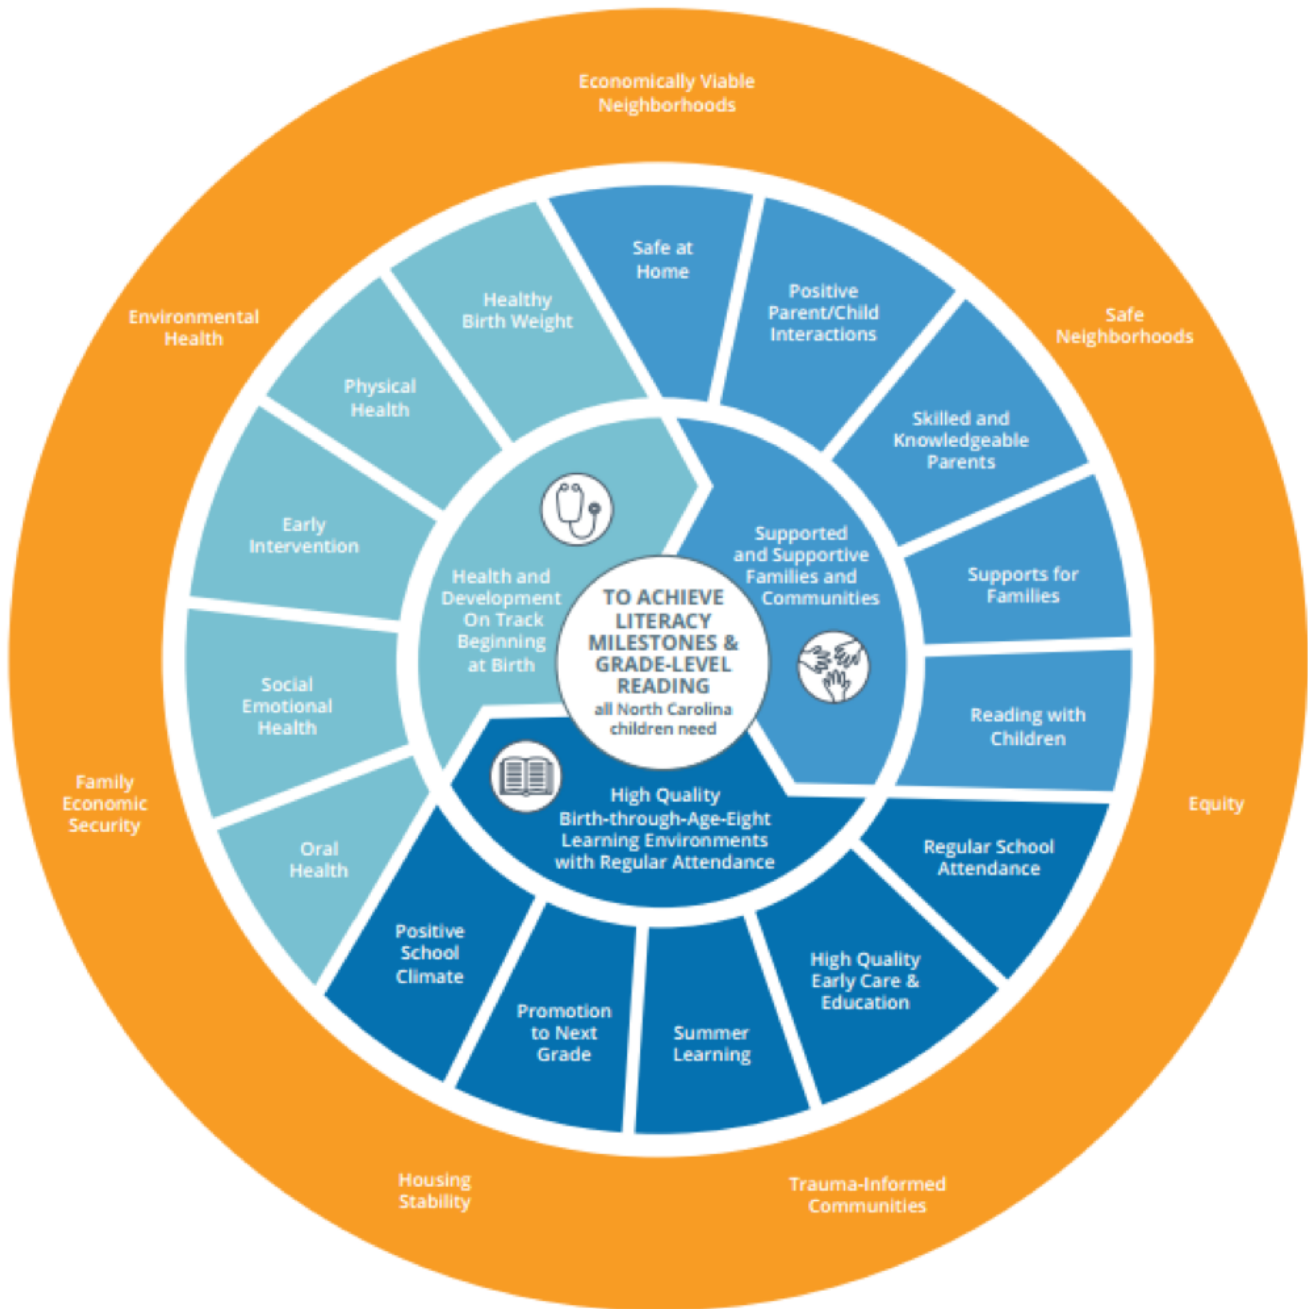 Economically Viable
Neighborhoods
Safe
Neighborhoods
Equity
Trauma-Informed
Communities
Housing
Stability
Family
Economic
Security
Environmental
Health
Safe at
Home
Positive
Parent/Child
Interactions
Skilled and
Knowledgeable
Parents
Supports for
Families
Reading with
Children
Regular School
Attendance
High Quality
Early Care &
Education
Summer
Learning
Promotion
to Next
Grade
Positive
School
Climate
Oral
Health
Social
Emotional
Health
Early
Intervention
Physical
Health
Healthy
Birth Weight
Supported
and Supportive
Families and
Communities
High Quality
Birth-through-Age-Eight
Learning Environments
with Regular Attendance
Health and
Development
On Track
Beginning
at Birth
TO ACHIEVE
LITERACY
MILESTONES &
GRADE-LEVEL
READING
all North Carolina
children need